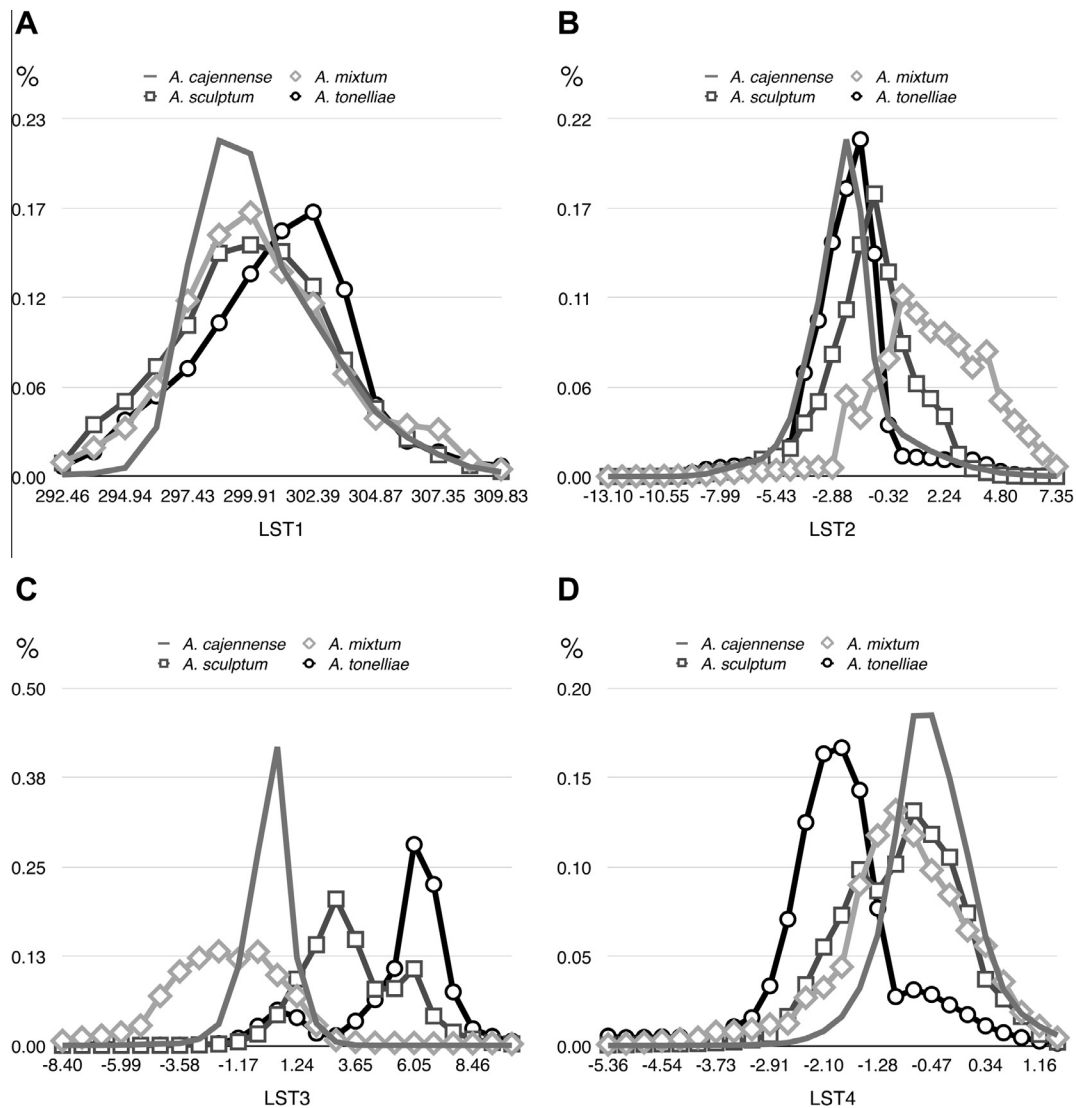 A
%
A. cajennense A. mixtum
A. sculptum A. tonelliae
0.23
0.17
0.12
0.06
0.00
292.46 294.94 297.43 299.91 302.39 304.87 307.35 309.83
LST1
B
%
A. cajennense A. mixtum
A. sculptum A. tonelliae
0.22
0.17
0.11
0.06
0.00
-13.10 -10.55 -7.99 -5.43 -2.88 -0.32 2.24 4.80 7.35
LST2
C
%
A. cajennense A. mixtum
A. sculptum A. tonelliae
0.50
0.38
0.25
0.13
0.00
-8.40 -5.99 -3.58 -1.17 1.24 3.65 6.05 8.46
LST3
D
%
A. cajennense A. mixtum
A. sculptum A. tonelliae
0.20
0.15
0.10
0.05
0.00
-5.36 -4.54 -3.73 -2.91 -2.10 -1.28 -0.47 0.34 1.16
LST4